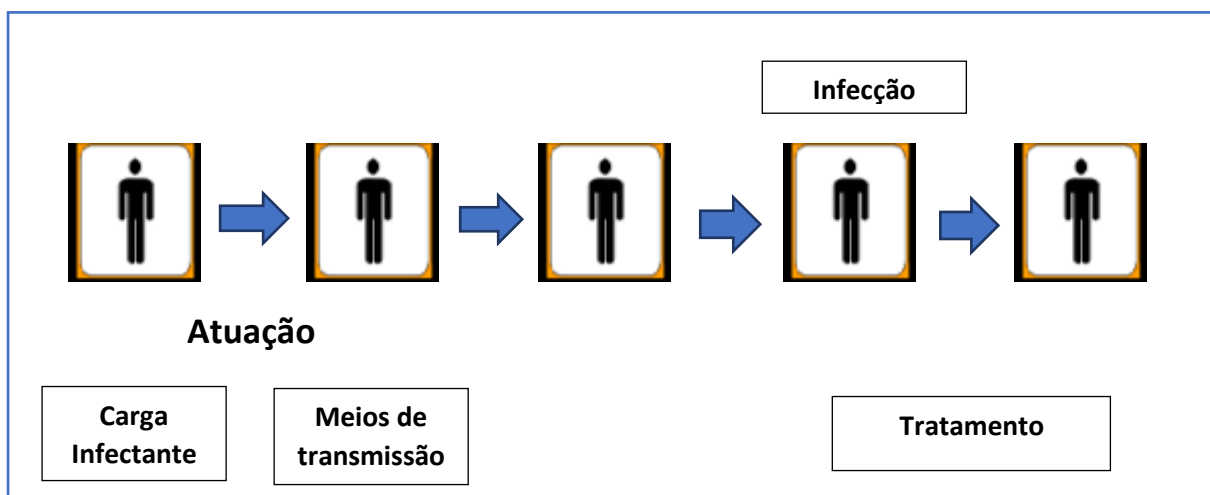 Infecção
Atuação
Carga
Infectante
Meios de
transmissão
Tratamento